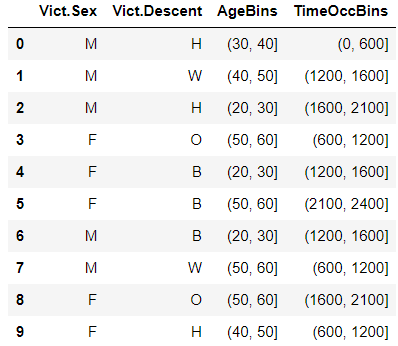 Vict.Sex Vict.Descent AgeBins TimeOccBins
0 M H (30, 40] (0, 600]
1 M W (40, 50] (1200, 1600]
2 M H (20, 30] (1600, 2100]
3 F O (50, 60] (600, 1200]
4 F B (20, 30] (1200, 1600]
5 F B (50, 60] (2100, 2400]
6 M B (20, 30] (1200, 1600]
7 M W (50, 60] (600, 1200]
8 F O (50, 60] (1600, 2100]
9 F H (40, 50] (600, 1200]